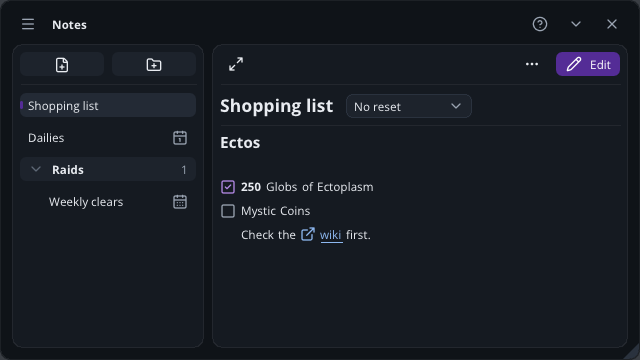 Notes
Edit
Shopping list
Dailies
Raids 1
Weekly clears
Shopping list No reset
Ectos
250 Globs of Ectoplasm
Mystic Coins
Check the wiki first.